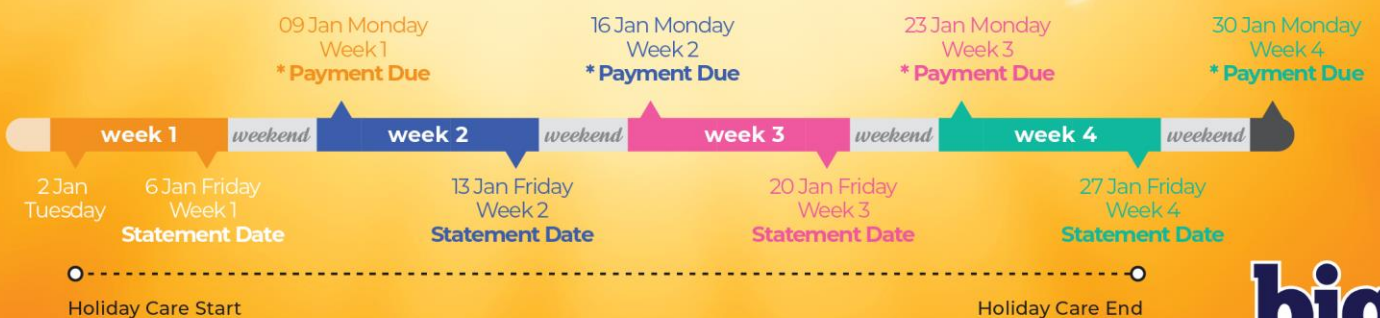 09 Jan Monday
Week 1
* Payment Due
16 Jan Monday
Week 2
* Payment Due
23 Jan Monday
Week 3
* Payment Due
30 Jan Monday
Week 4
* Payment Due
week 1
weekend
week 2
weekend
week 3
weekend
week 4
weekend
2 Jan
Tuesday
6 Jan Friday
Week 1
Statement Date
13 Jan Friday
Week 2
Statement Date
20 Jan Friday
Week 3
Statement Date
27 Jan Friday
Week 4
Statement Date
Holiday Care Start
Holiday Care End
big